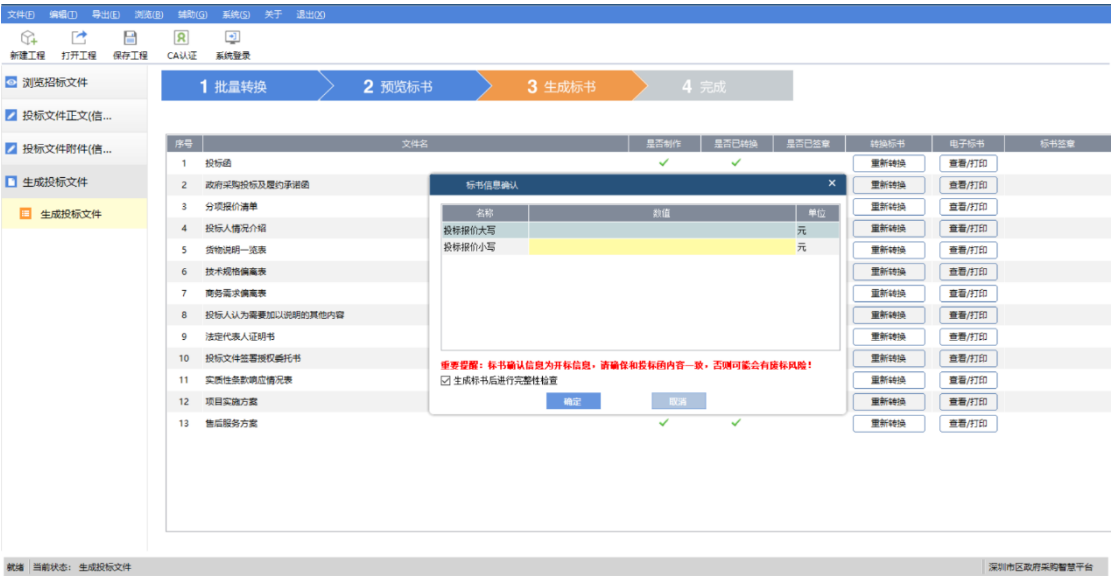 文件(F) 编辑(T) 导出(E) 浏览(B) 辅助(G) 系统(S) 关于 退出(X)
新建工程 打开工程 保存工程 CA认证 系统登录
浏览招标文件
投标文件正文(信...
投标文件附件(信...
生成投标文件
生成投标文件
1 批量转换 2 预览标书 3 生成标书 4 完成
序号 文件名 是否制作 是否已转换 是否已签章 转换标书 电子标书 标书签章
1 投标函 重新转换 查看/打印
2 政府采购投标及履约承诺函 重新转换 查看/打印
3 分项报价清单 重新转换 查看/打印
4 投标人情况介绍 重新转换 查看/打印
5 货物说明一览表 重新转换 查看/打印
6 技术规格偏离表 重新转换 查看/打印
7 商务需求偏离表 重新转换 查看/打印
8 投标人认为需要加以说明的其他内容 重新转换 查看/打印
9 法定代表人证明书 重新转换 查看/打印
10 投标文件签署授权委托书 重新转换 查看/打印
11 实质性条款响应情况表 重新转换 查看/打印
12 项目实施方案 重新转换 查看/打印
13 售后服务方案 重新转换 查看/打印
标书信息确认
名称 数值 单位
投标报价大写 元
投标报价小写 元
重要提醒：标书确认信息为开标信息，请确保和投标函内容一致，否则可能会有废标风险！
生成标书后进行完整性检查
确定 取消
就绪 当前状态: 生成投标文件 深圳市区政府采购智慧平台